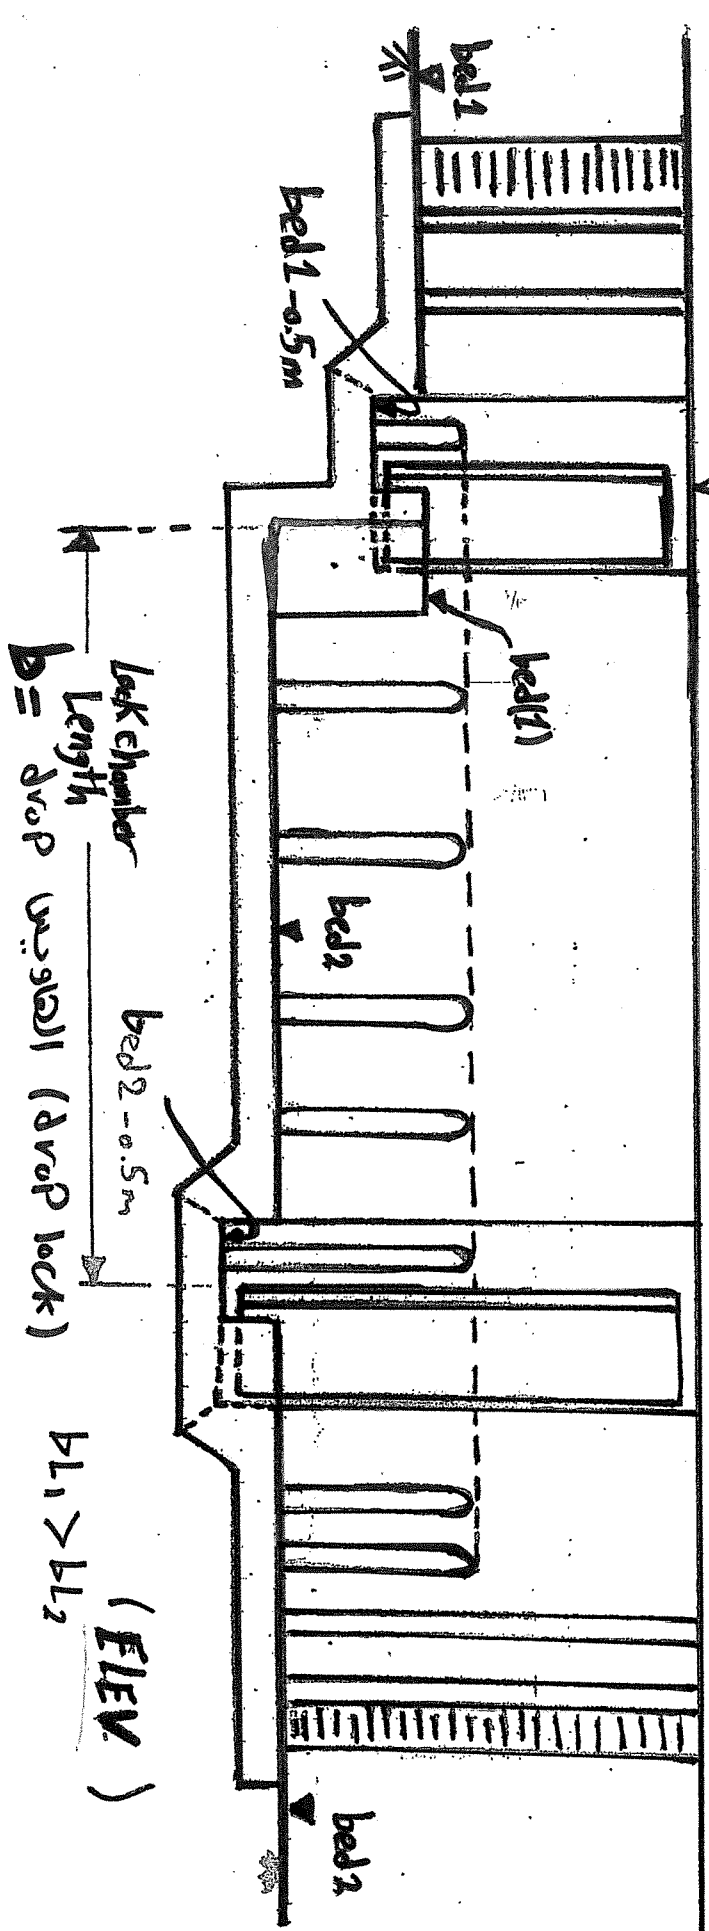 bed1
bed1-0.5m
bed(1)
bed2
bed2-0.5m
bed2
Lock chamber
Length
b= drop الهاويس (drop lock)
bL1 > bL2
(ELEV.)